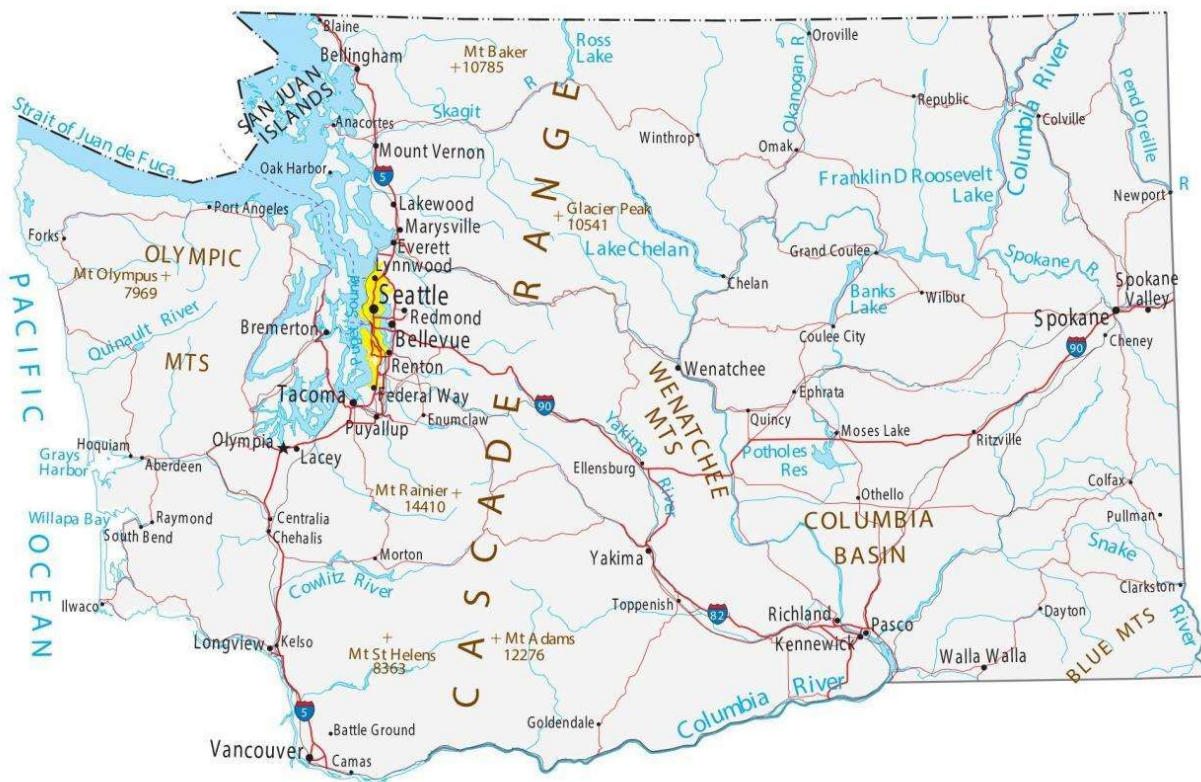 Blaine
Bellingham
Mt Baker
+10785
Ross
Lake
Oroville
Okanogan R
Republic
Columbia River
Colville
Pend Oreille
R
Newport
SAN JUAN
ISLANDS
Strait of Juan de Fuca
Anacortes
Skagit
R
Mount Vernon
Winthrop
Omak
Oak Harbor
5
Franklin D Roosevelt
Lake
Port Angeles
Lakewood
Marysville
Everett
Lynnwood
Glacier Peak
10541
Lake Chelan
Grand Coulee
Spokane R.
Forks
OLYMPIC
MTS
Mt Olympus +
7969
Chelan
Banks
Lake
Wilbur
Spokane
Valley
Spokane
Cheney
90
Seattle
Redmond
Bellevue
Renton
Puget Sound
Bremerton
Quinault River
Coulee City
Wenatchee
WENATCHEE
MTS
PACIFIC
OCEAN
CASCADE
RANGE
Tacoma
Federal Way
Puyallup
Enumclaw
90
Ephrata
Quincy
Moses Lake
Ritzville
Potholes
Res
Yakima
River
Ellensburg
Olympia
Lacey
Hoquiam
Grays
Harbor
Aberdeen
Mt Rainier +
14410
Othello
Colfax
Pullman
COLUMBIA
BASIN
Willapa Bay
Raymond
South Bend
Centralia
Chehalis
Morton
Cowlitz River
Yakima
Snake
River
Clarkston
Ilwaco
Toppenish
82
Richland
Pasco
Kennewick
Dayton
BLUE MTS
Longview
Kelso
+
Mt St Helens
8363
+ Mt Adams
12276
Walla Walla
Columbia River
Goldendale
5
Battle Ground
Vancouver
Camas